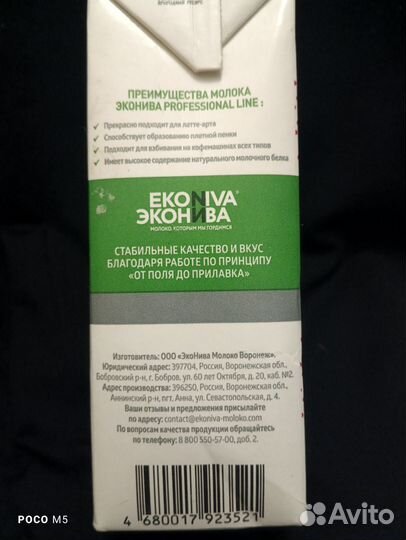 ПРИРОДНЫЙ РЕСУРС
ПРЕИМУЩЕСТВА МОЛОКА
ЭКОНИВА PROFESSIONAL LINE :
Прекрасно подходит для латте-арта
Способствует образованию плотной пенки
Подходит для взбивания на кофемашинах всех типов
Имеет высокое содержание натурального молочного белка
EKONIVA
ЭКОНИВА
МОЛОКО, КОТОРЫМ МЫ ГОРДИМСЯ
СТАБИЛЬНЫЕ КАЧЕСТВО И ВКУС
БЛАГОДАРЯ РАБОТЕ ПО ПРИНЦИПУ
«ОТ ПОЛЯ ДО ПРИЛАВКА»
Изготовитель: ООО «ЭкоНива Молоко Воронеж».
Юридический адрес: 397704, Россия, Воронежская обл.,
Бобровский р-н, г. Бобров, ул. 60 лет Октября, д. 20, каб. №2.
Адрес производства: 396250, Россия, Воронежская обл.,
Аннинский р-н, пгт. Анна, ул. Севастопольская, д. 4.
Ваши отзывы и предложения присылайте
по адресу: contact@ekoniva-moloko.com
По вопросам качества продукции обращайтесь
по телефону: 8 800 550-57-00, доб. 2.
4 680017 923521
POCO M5
Avito